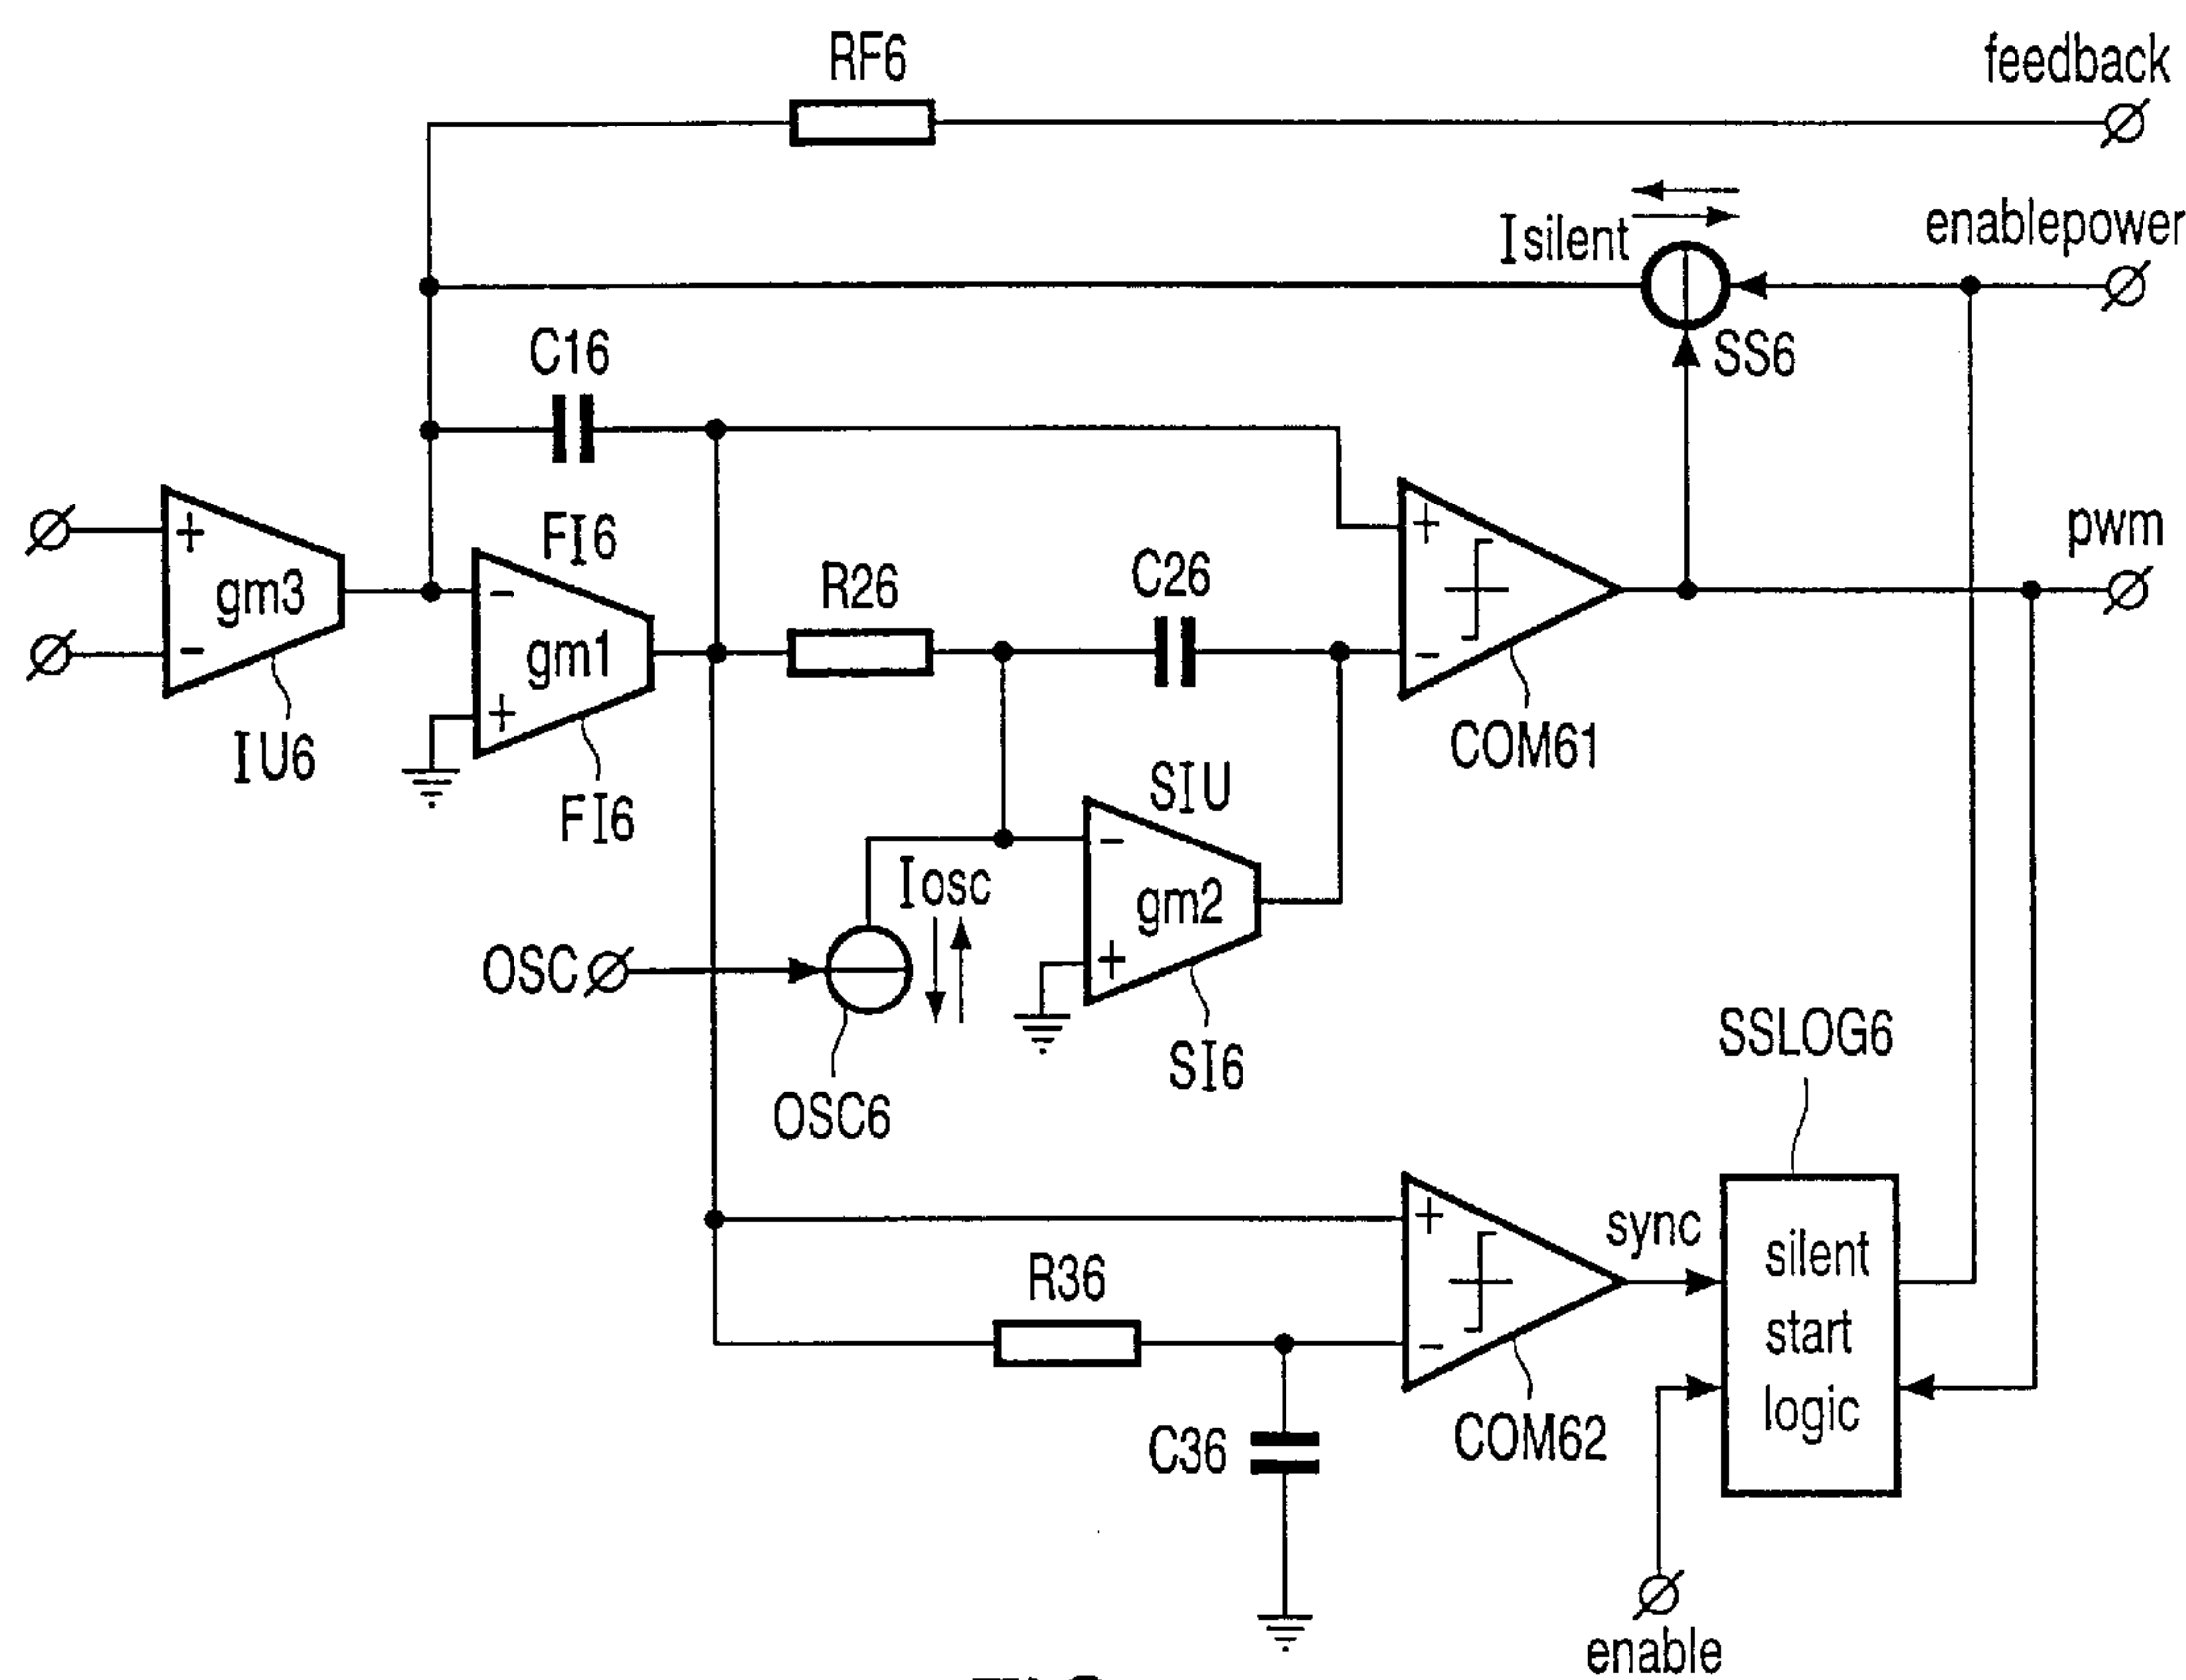 RF6
feedback
Isilent
enablepower
C16
SS6
pwm
+
gm3
-
IU6
FI6
-
gm1
+
FI6
R26
C26
+
-
COM61
SIU
-
gm2
+
SI6
Iosc
OSC
OSC6
SSLOG6
+
-
sync
silent
start
logic
R36
COM62
C36
enable